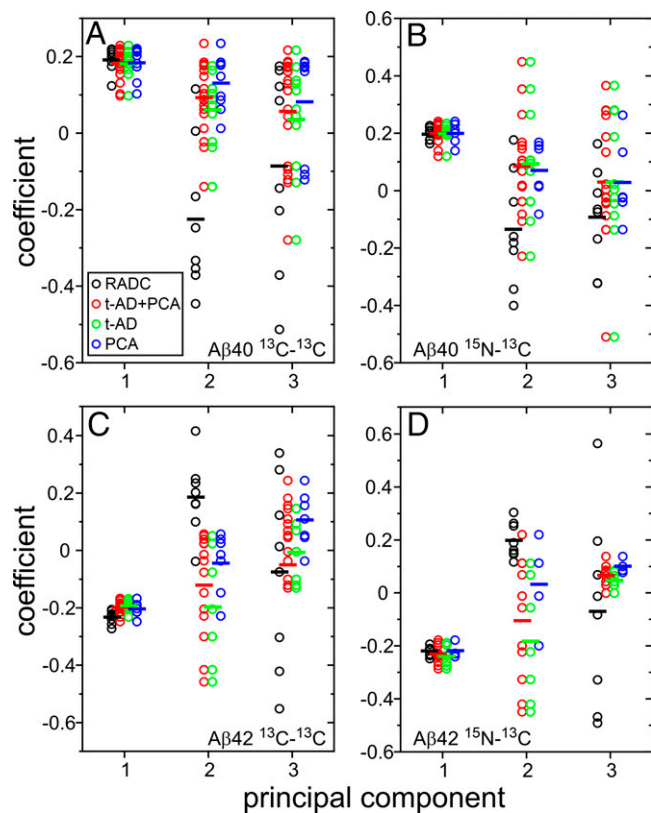 A
B
0.2
0
-0.2
-0.4
-0.6
0.6
0.4
0.2
0
-0.2
-0.4
-0.6
coefficient
RADC
t-AD+PCA
t-AD
PCA
Aβ40 ¹³C-¹³C
Aβ40 ¹⁵N-¹³C
1 2 3
1 2 3
C
D
0.4
0.2
0
-0.2
-0.4
-0.6
0.6
0.4
0.2
0
-0.2
-0.4
-0.6
coefficient
Aβ42 ¹³C-¹³C
Aβ42 ¹⁵N-¹³C
1 2 3
1 2 3
principal component